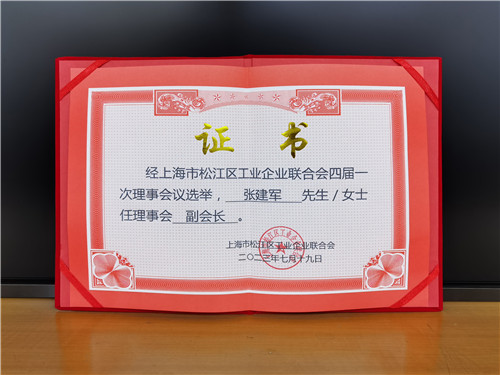 证书
经上海市松江区工业企业联合会四届一
次理事会议选举，张建军 先生／女士
任理事会 副会长 。
上海市松江区工业企业联合会
二〇二三年七月十九日